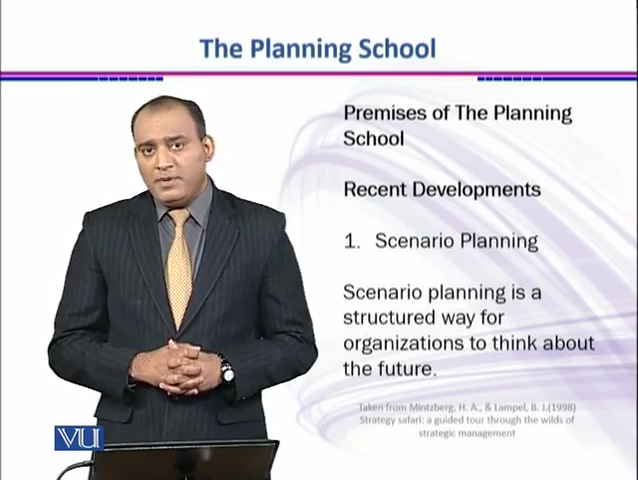 The Planning School
Premises of The Planning
School
Recent Developments
1. Scenario Planning
Scenario planning is a
structured way for
organizations to think about
the future.
Taken from Mintzberg, H. A., & Lampel, B. J.(1998)
Strategy safari: a guided tour through the wilds of
strategic management
VU